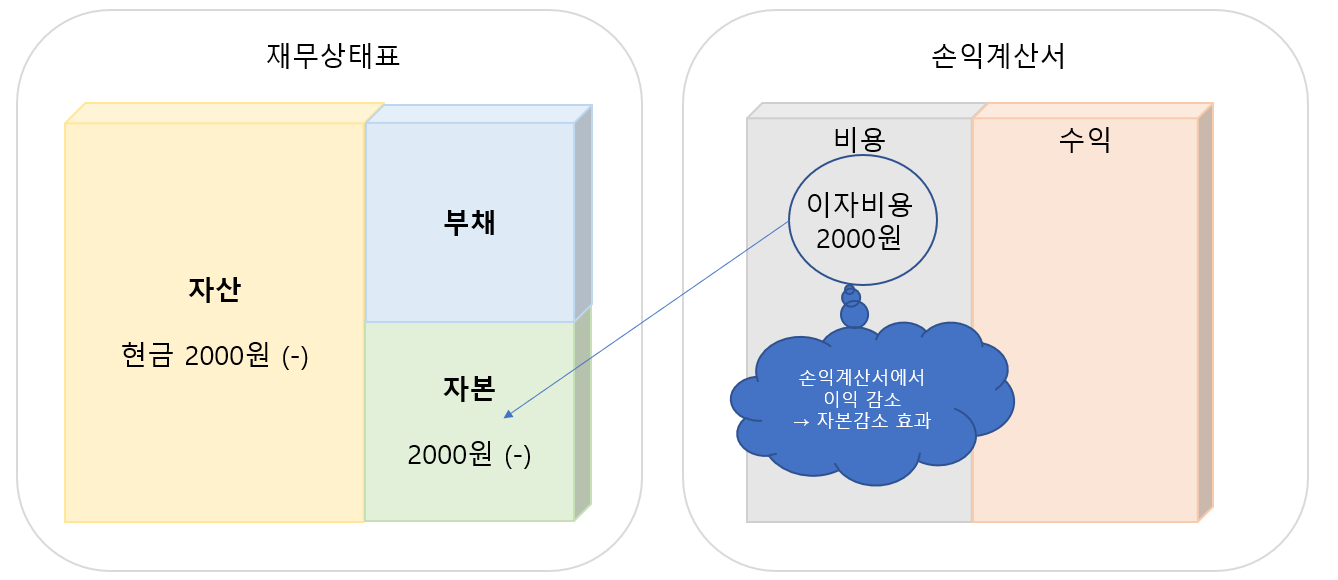 재무상태표
자산
현금 2000원 (-)
부채
자본
2000원 (-)
손익계산서
비용
이자비용
2000원
손익계산서에서
이익 감소
→ 자본감소 효과
수익